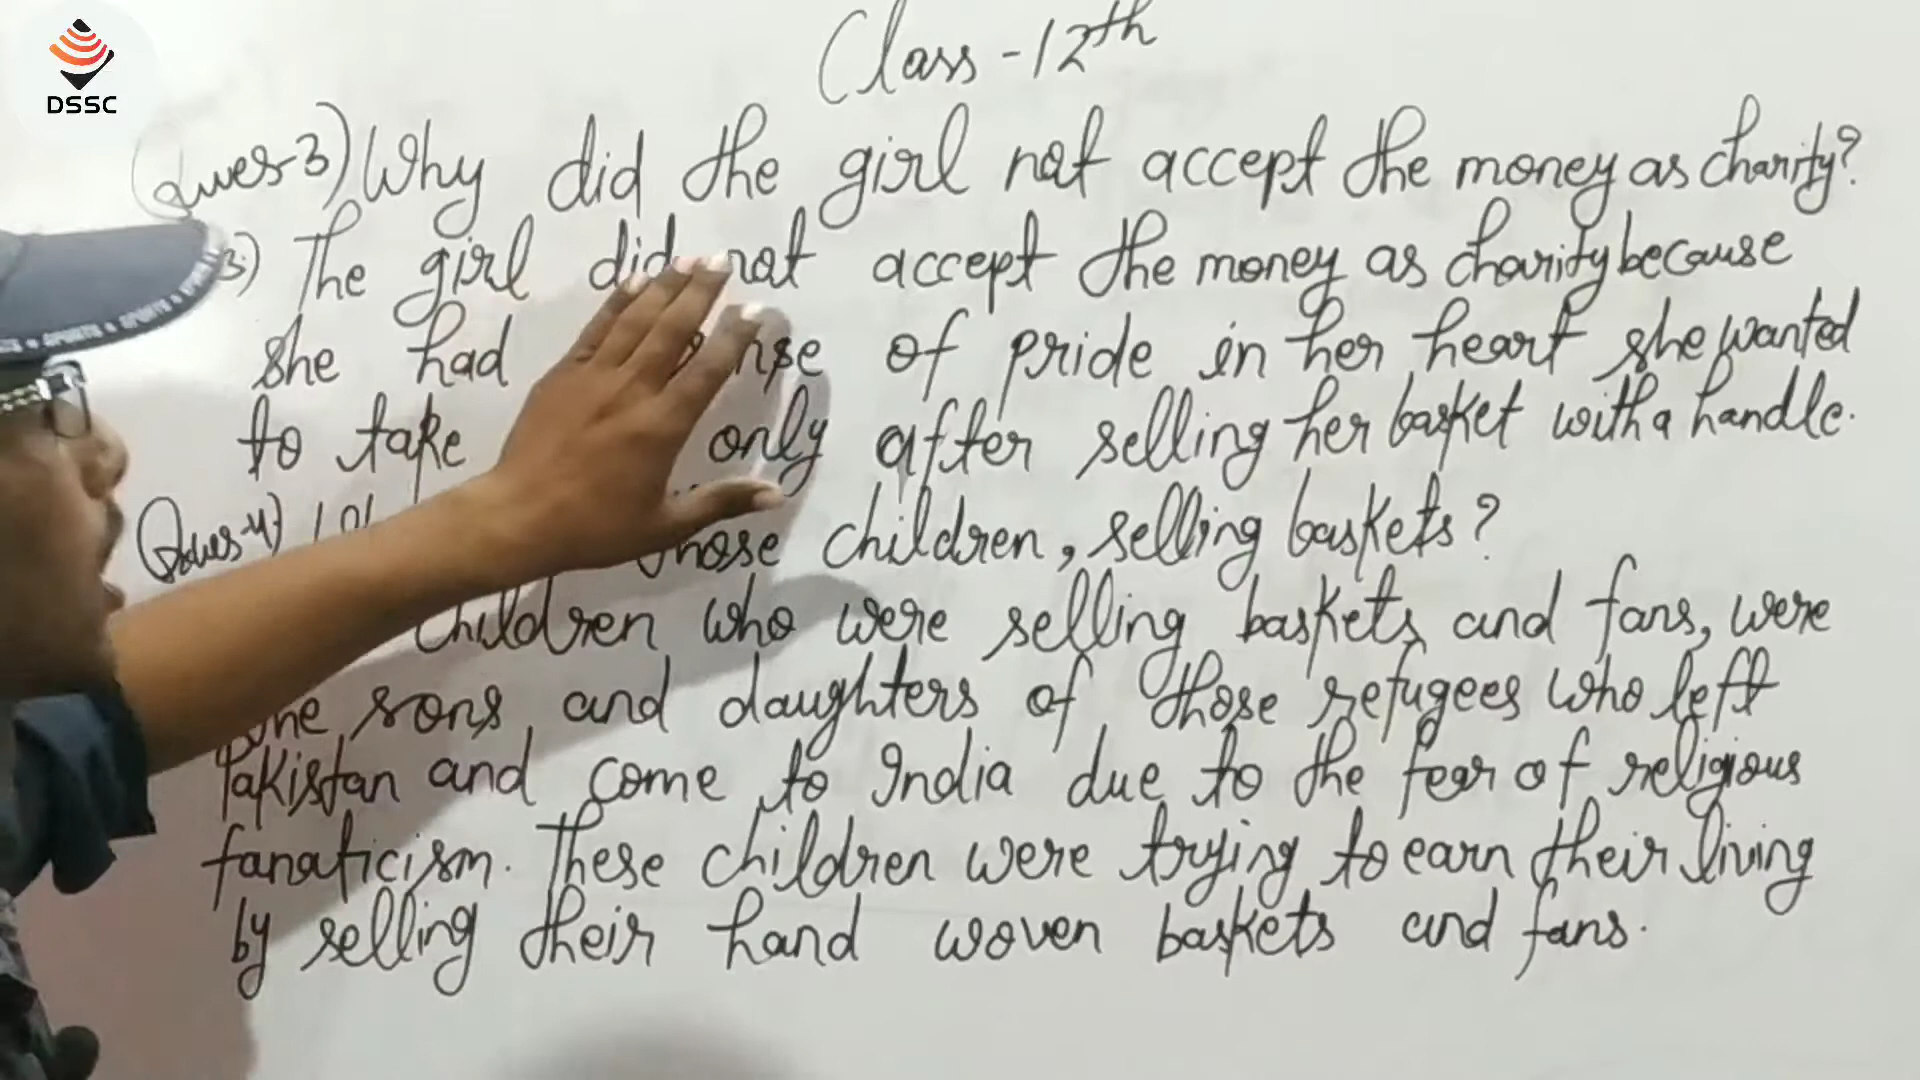 DSSC
Class-12th
(Ques-3) Why did the girl not accept the money as charity?
3.) The girl did not accept the money as charity because
she had of pride in her heart she wanted
to take only after selling her basket with a handle.
Ques-4) those children, selling baskets?
children who were selling baskets and fans, were
the sons and daughters of those refugees who left
Pakistan and come to India due to the fear of religious
fanaticism. These children were trying to earn their living
by selling their hand woven baskets and fans.